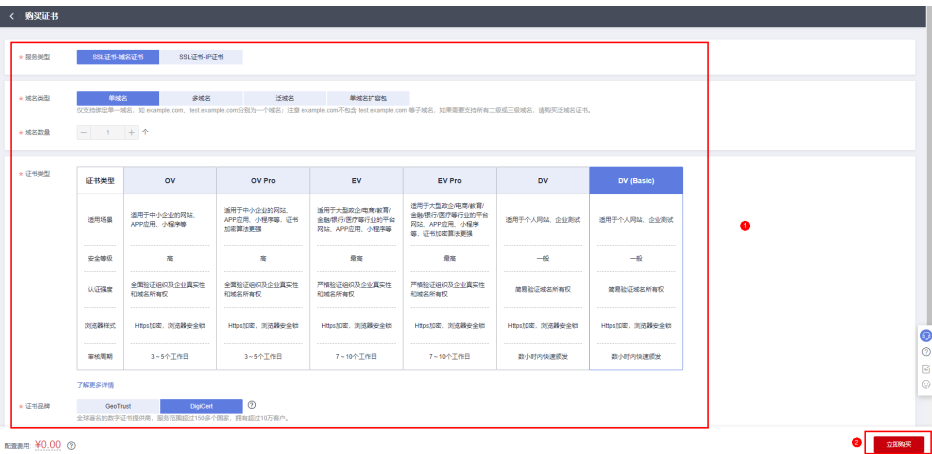 购买证书
* 服务类型 SSL证书-域名证书 SSL证书-IP证书
* 域名类型 单域名 多域名 泛域名 单域名扩容包
仅支持绑定单一域名，如 example.com、test.example.com分别为一个域名；注意 example.com不包含 test.example.com 等子域名，如果需要支持所有二级或三级域名，请购买泛域名证书。
* 域名数量 — 1 + 个
* 证书类型
证书类型 OV OV Pro EV EV Pro DV DV (Basic)
适用场景
适用于中小企业的网站、APP应用、小程序等
适用于中小企业的网站、APP应用、小程序等、证书加密算法更强
适用于大型政企/电商/教育/金融/银行/医疗等行业的平台网站、APP应用、小程序等
适用于大型政企/电商/教育/金融/银行/医疗等行业的平台网站、APP应用、小程序等、证书加密算法更强
适用于个人网站、企业测试
适用于个人网站、企业测试
安全等级 高 高 最高 最高 一般 一般
认证强度
全面验证组织及企业真实性和域名所有权
全面验证组织及企业真实性和域名所有权
严格验证组织及企业真实性和域名所有权
严格验证组织及企业真实性和域名所有权
简易验证域名所有权
简易验证域名所有权
浏览器样式 Https加密、浏览器安全锁 Https加密、浏览器安全锁 Https加密、浏览器安全锁 Https加密、浏览器安全锁 Https加密、浏览器安全锁 Https加密、浏览器安全锁
审核周期 3~5个工作日 3~5个工作日 7~10个工作日 7~10个工作日 数小时内快速颁发 数小时内快速颁发
1
了解更多详情
* 证书品牌 GeoTrust DigiCert
全球著名的数字证书提供商，服务范围超过150多个国家，拥有超过10万客户。
配置费用 ¥0.00
2 立即购买